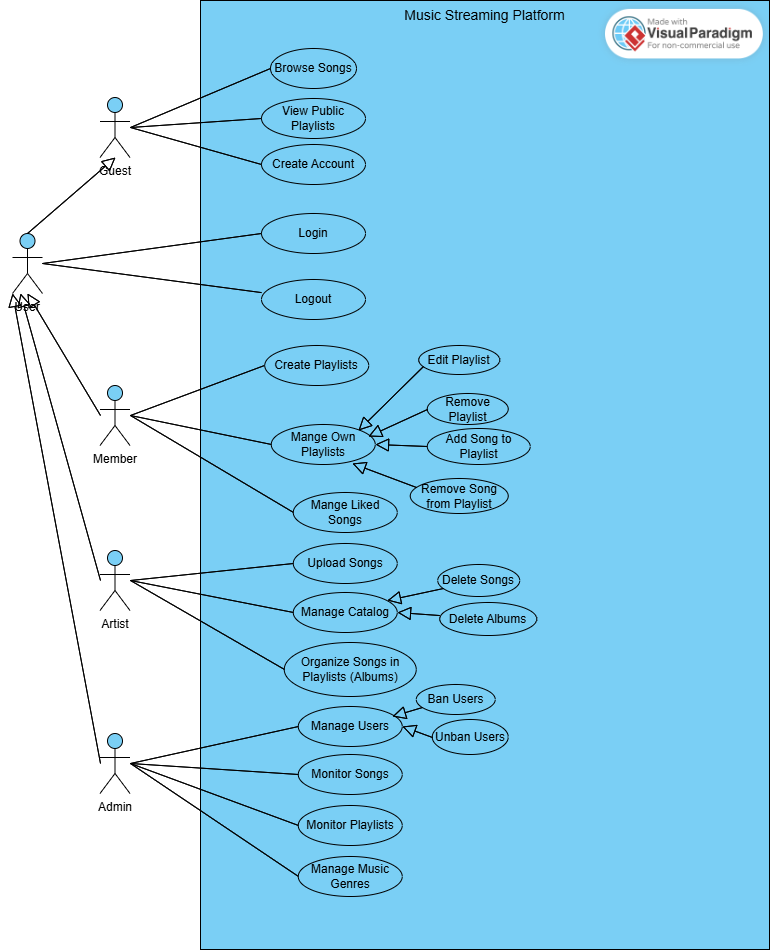 Music Streaming Platform
Made with
VisualParadigm
For non-commercial use
Browse Songs
View Public
Playlists
Create Account
Guest
Login
Logout
User
Create Playlists
Edit Playlist
Remove
Playlist
Mange Own
Playlists
Add Song to
Playlist
Member
Remove Song
from Playlist
Mange Liked
Songs
Upload Songs
Delete Songs
Manage Catalog
Delete Albums
Artist
Organize Songs in
Playlists (Albums)
Ban Users
Manage Users
Unban Users
Monitor Songs
Admin
Monitor Playlists
Manage Music
Genres